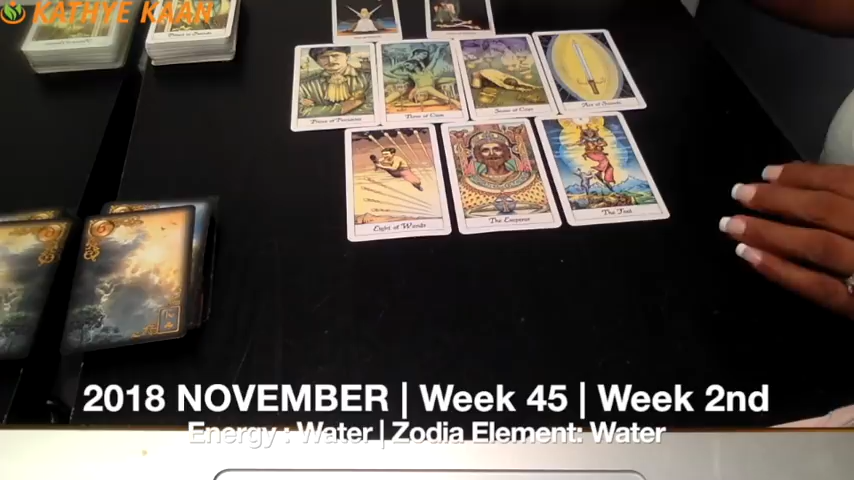 KATHYE KAAN
Prince of Pentacles
Three of Cups
Seven of Cups
Ace of Swords
Eight of Wands
The Emperor
The Fool
2018 NOVEMBER | Week 45 | Week 2nd
Energy : Water | Zodia Element: Water